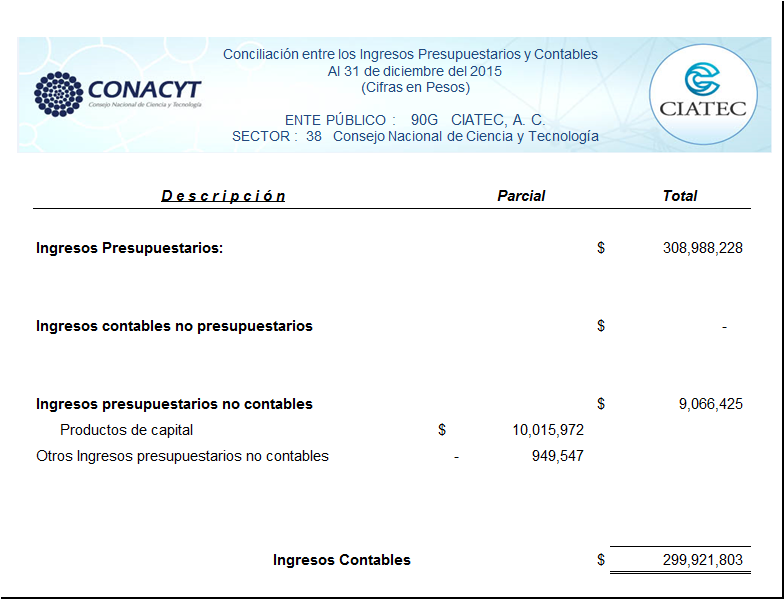 Conciliación entre los Ingresos Presupuestarios y Contables
Al 31 de diciembre del 2015
(Cifras en Pesos)
CONACYT
Consejo Nacional de Ciencia y Tecnología
CIATEC
ENTE PÚBLICO : 90G CIATEC, A. C.
SECTOR : 38 Consejo Nacional de Ciencia y Tecnología
Descripción Parcial Total
Ingresos Presupuestarios: $ 308,988,228
Ingresos contables no presupuestarios $ -
Ingresos presupuestarios no contables $ 9,066,425
Productos de capital $ 10,015,972
Otros Ingresos presupuestarios no contables - 949,547
Ingresos Contables $ 299,921,803